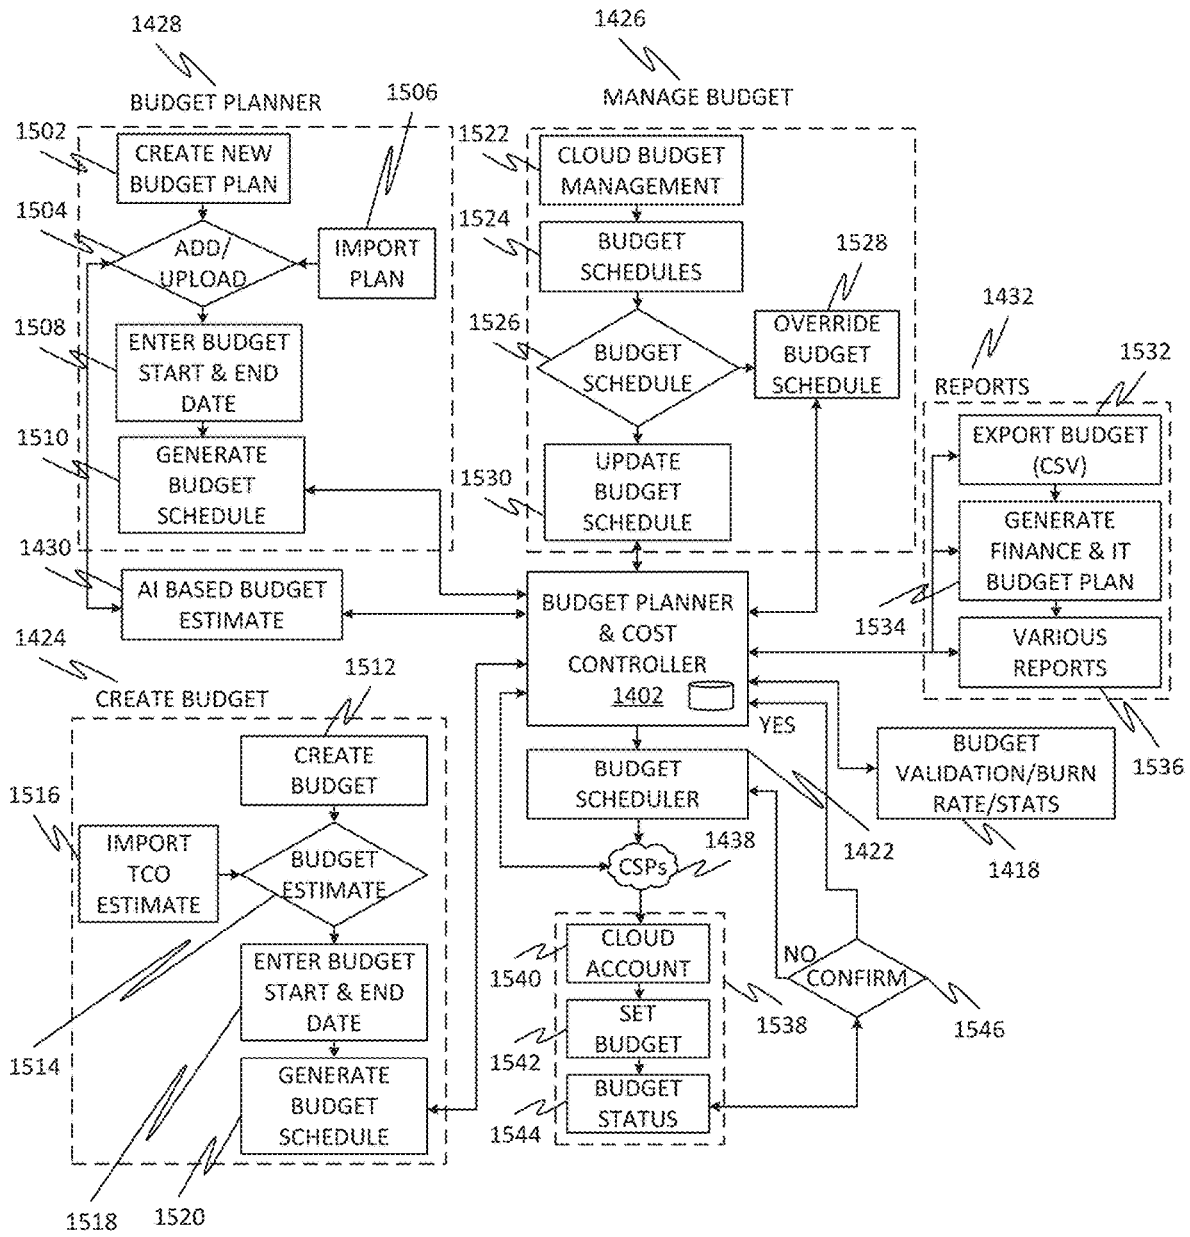 1428
BUDGET PLANNER
1506
1502
CREATE NEW
BUDGET PLAN
1504
ADD/
UPLOAD
IMPORT
PLAN
1508
ENTER BUDGET
START & END
DATE
1510
GENERATE
BUDGET
SCHEDULE
1430
AI BASED BUDGET
ESTIMATE
1426
MANAGE BUDGET
1522
CLOUD BUDGET
MANAGEMENT
1524
BUDGET
SCHEDULES
1528
1526
BUDGET
SCHEDULE
OVERRIDE
BUDGET
SCHEDULE
1530
UPDATE
BUDGET
SCHEDULE
1432
REPORTS
1532
EXPORT BUDGET
(CSV)
GENERATE
FINANCE & IT
BUDGET PLAN
1534
VARIOUS
REPORTS
1536
BUDGET PLANNER
& COST
CONTROLLER
1402
YES
BUDGET
VALIDATION/BURN
RATE/STATS
1418
BUDGET
SCHEDULER
1422
1438
CSPs
1424
CREATE BUDGET
1512
CREATE
BUDGET
1516
IMPORT
TCO
ESTIMATE
BUDGET
ESTIMATE
1514
ENTER BUDGET
START & END
DATE
1518
GENERATE
BUDGET
SCHEDULE
1520
1540
CLOUD
ACCOUNT
1538
1542
SET
BUDGET
1544
BUDGET
STATUS
NO
CONFIRM
1546